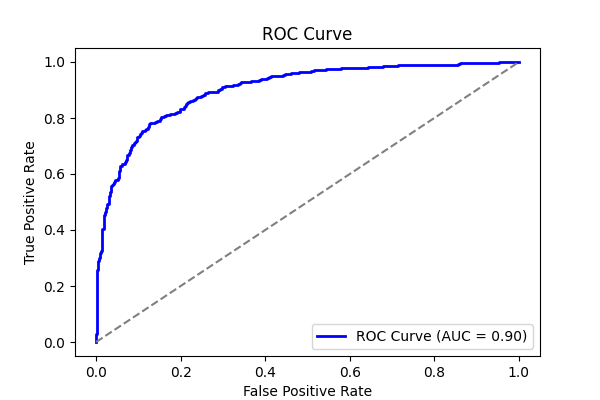 ROC Curve
True Positive Rate
1.0
0.8
0.6
0.4
0.2
0.0
ROC Curve (AUC = 0.90)
0.0 0.2 0.4 0.6 0.8 1.0
False Positive Rate